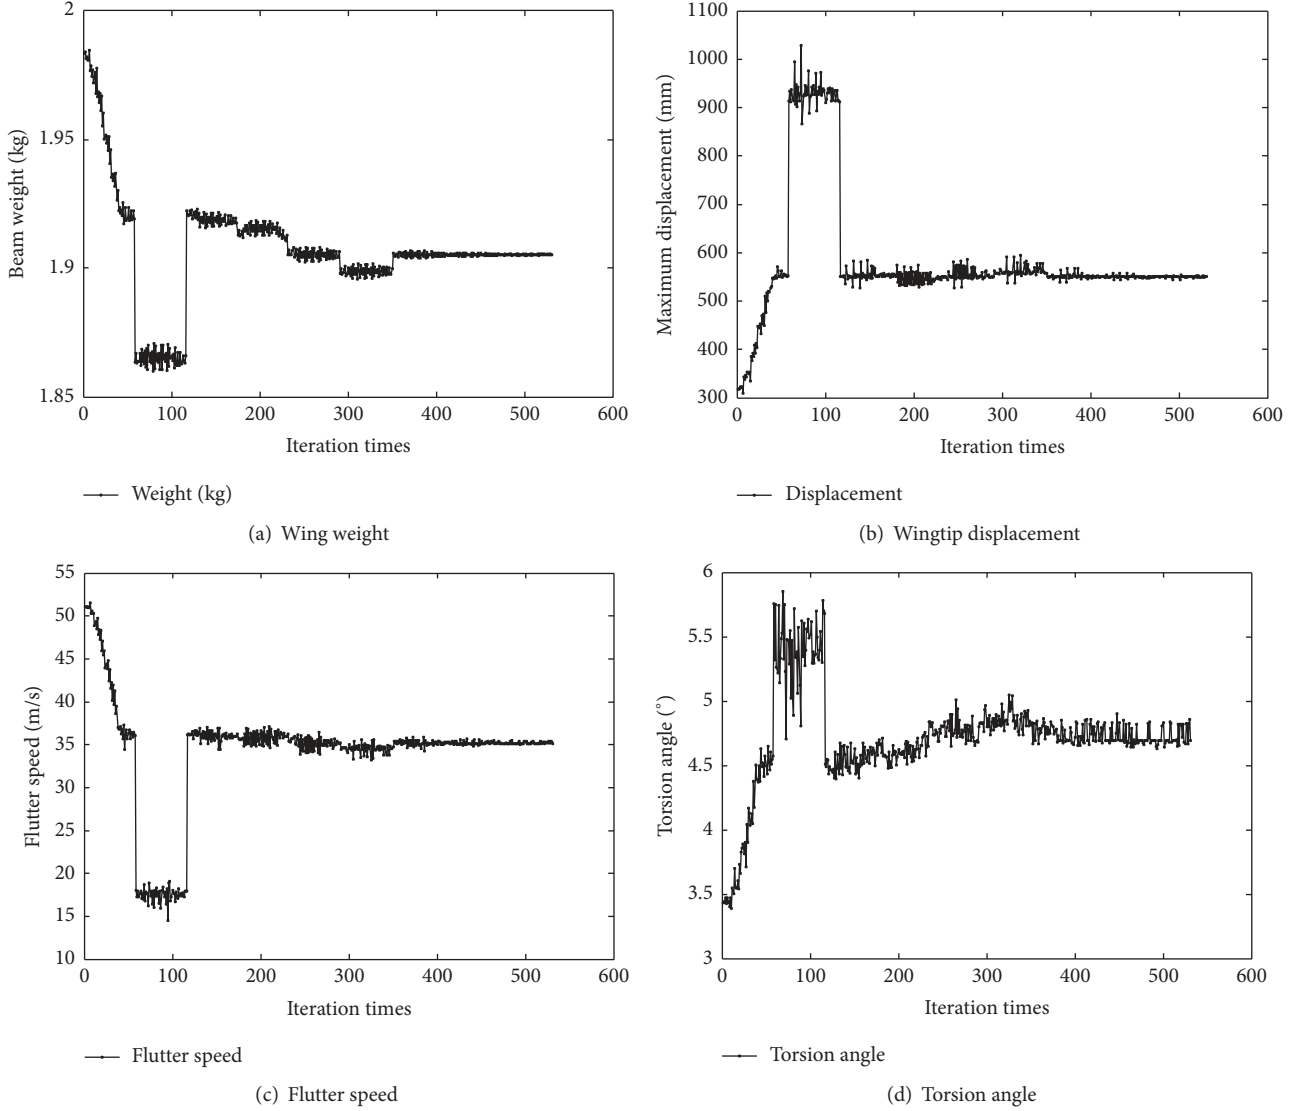 2
1.95
1.9
1.85
Beam weight (kg)
0 100 200 300 400 500 600
Iteration times
Weight (kg)
(a) Wing weight
1100
1000
900
800
700
600
500
400
300
Maximum displacement (mm)
0 100 200 300 400 500 600
Iteration times
Displacement
(b) Wingtip displacement
55
50
45
40
35
30
25
20
15
10
Flutter speed (m/s)
0 100 200 300 400 500 600
Iteration times
Flutter speed
(c) Flutter speed
6
5.5
5
4.5
4
3.5
3
Torsion angle (°)
0 100 200 300 400 500 600
Iteration times
Torsion angle
(d) Torsion angle